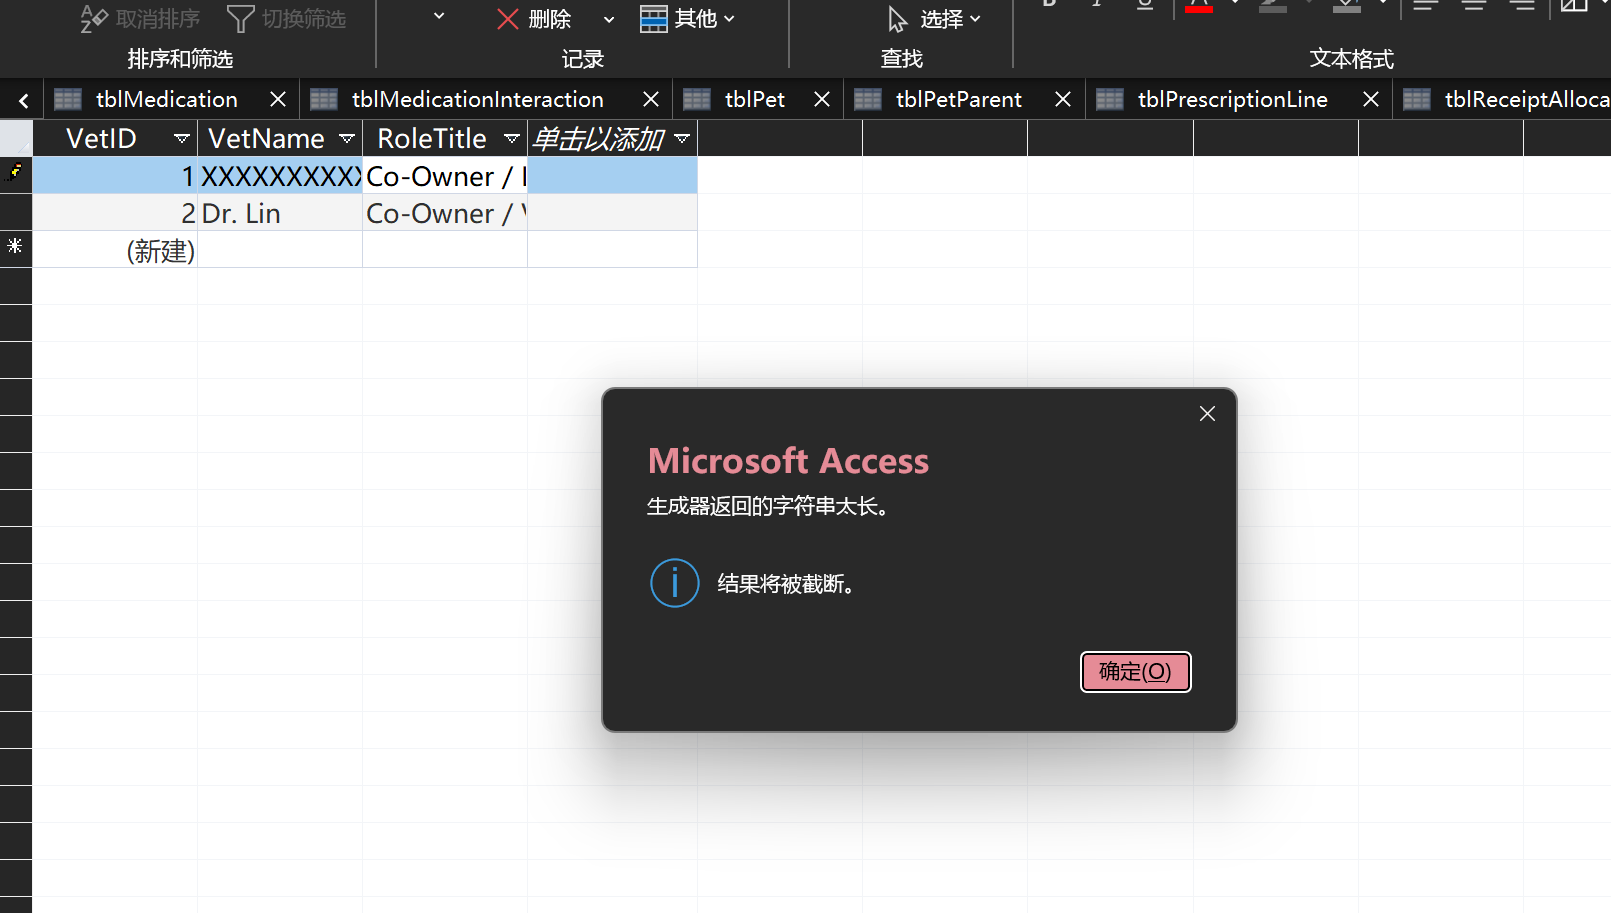 取消排序 切换筛选 删除 其他 选择
排序和筛选 记录 查找 文本格式
tblMedication tblMedicationInteraction tblPet tblPetParent tblPrescriptionLine tblReceiptAlloca
VetID VetName RoleTitle 单击以添加
1 XXXXXXXXXX Co-Owner /
2 Dr. Lin Co-Owner /
(新建)
Microsoft Access
生成器返回的字符串太长。
结果将被截断。
确定(O)